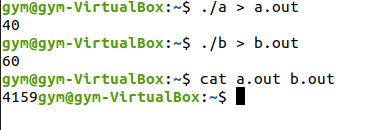 gym@gym-VirtualBox:~$ ./a > a.out
40
gym@gym-VirtualBox:~$ ./b > b.out
60
gym@gym-VirtualBox:~$ cat a.out b.out
4159gym@gym-VirtualBox:~$